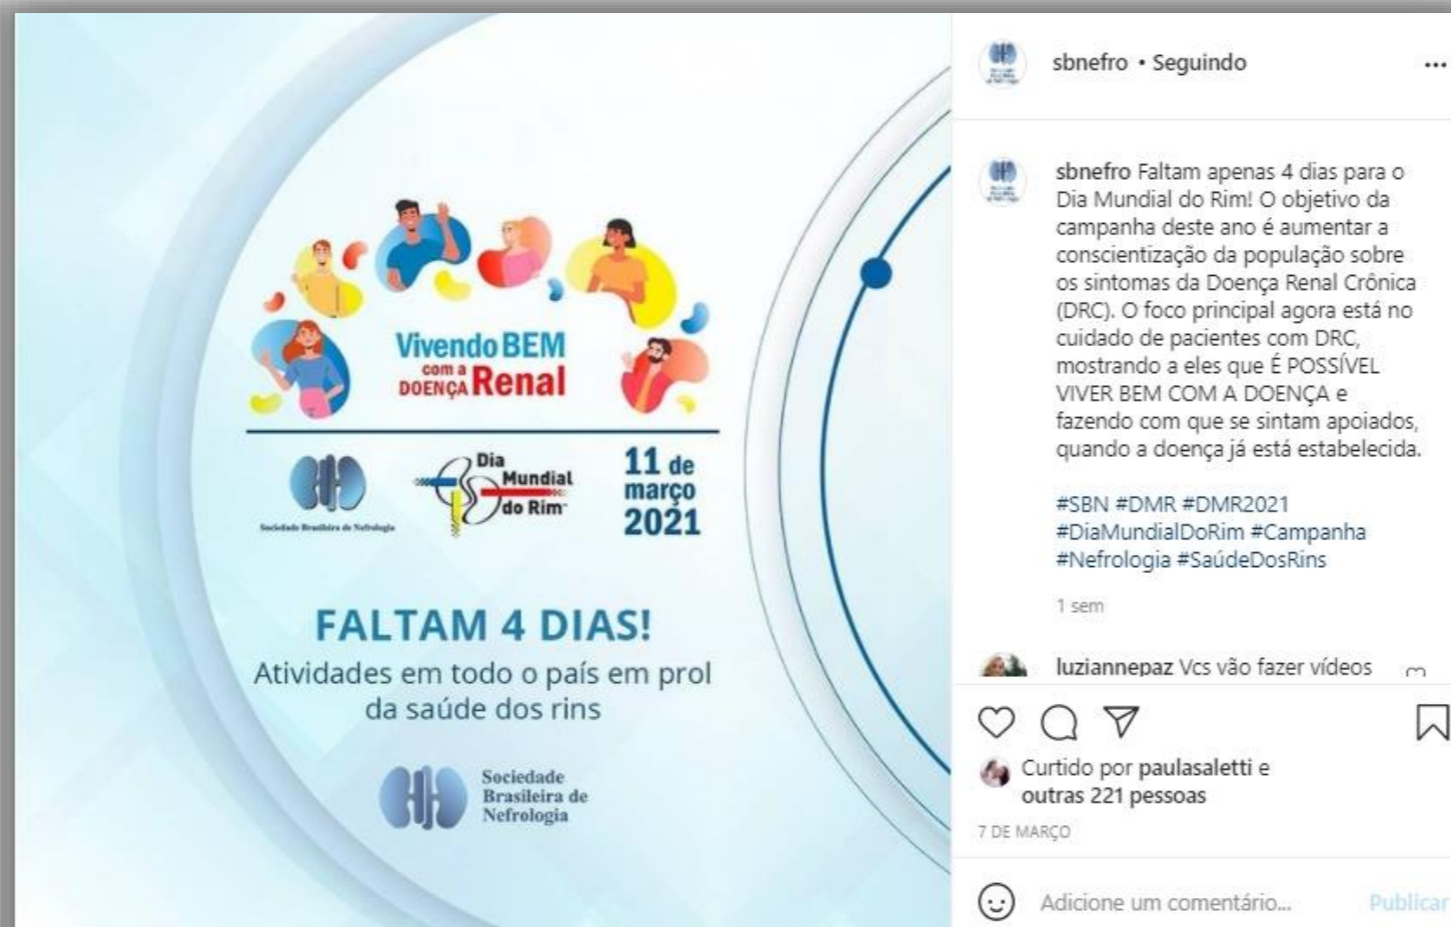 Vivendo BEM
com a
DOENÇA Renal
Sociedade Brasileira de Nefrologia
Dia
Mundial
do Rim
11 de
março
2021
FALTAM 4 DIAS!
Atividades em todo o país em prol
da saúde dos rins
Sociedade
Brasileira de
Nefrologia
sbnefro • Seguindo
sbnefro Faltam apenas 4 dias para o
Dia Mundial do Rim! O objetivo da
campanha deste ano é aumentar a
conscientização da população sobre
os sintomas da Doença Renal Crônica
(DRC). O foco principal agora está no
cuidado de pacientes com DRC,
mostrando a eles que É POSSÍVEL
VIVER BEM COM A DOENÇA e
fazendo com que se sintam apoiados,
quando a doença já está estabelecida.
#SBN #DMR #DMR2021
#DiaMundialDoRim #Campanha
#Nefrologia #SaúdeDosRins
1 sem
luziannepaz Vcs vão fazer vídeos
Curtido por paulasaletti e
outras 221 pessoas
7 DE MARÇO
Adicione um comentário... Publicar